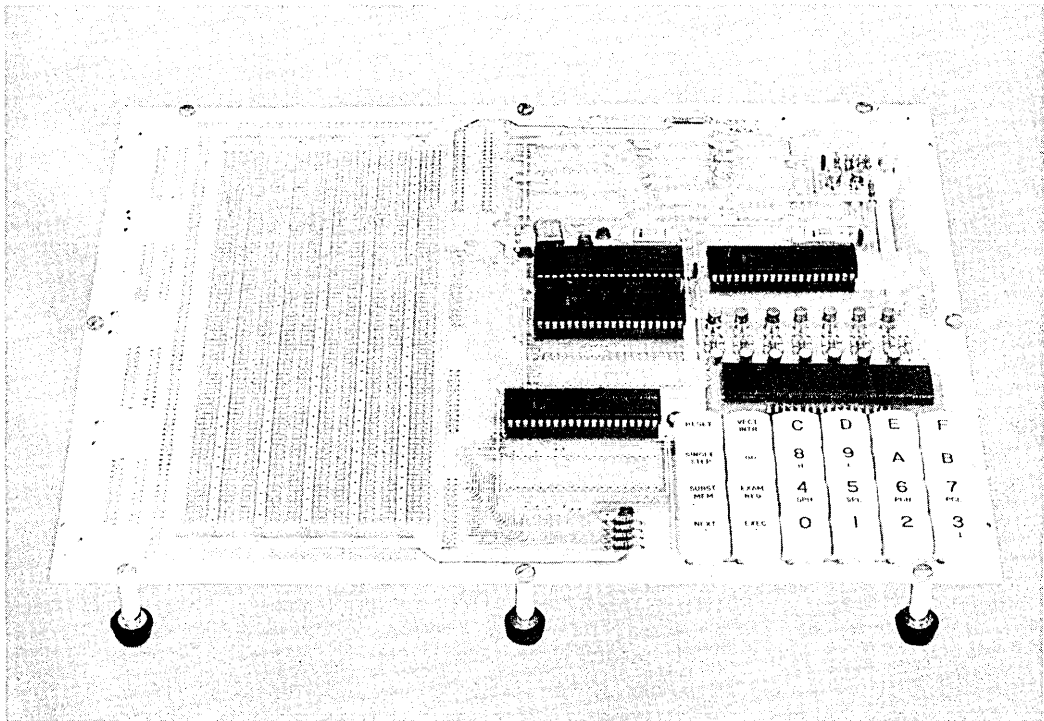 RESET VECT INTR C D E F
SINGLE STEP GO 8 H 9 L A B
SUBST MEM EXAM REG 4 SPH 5 SPL 6 PCH 7 PCL
NEXT EXEC 0 1 2 3 I